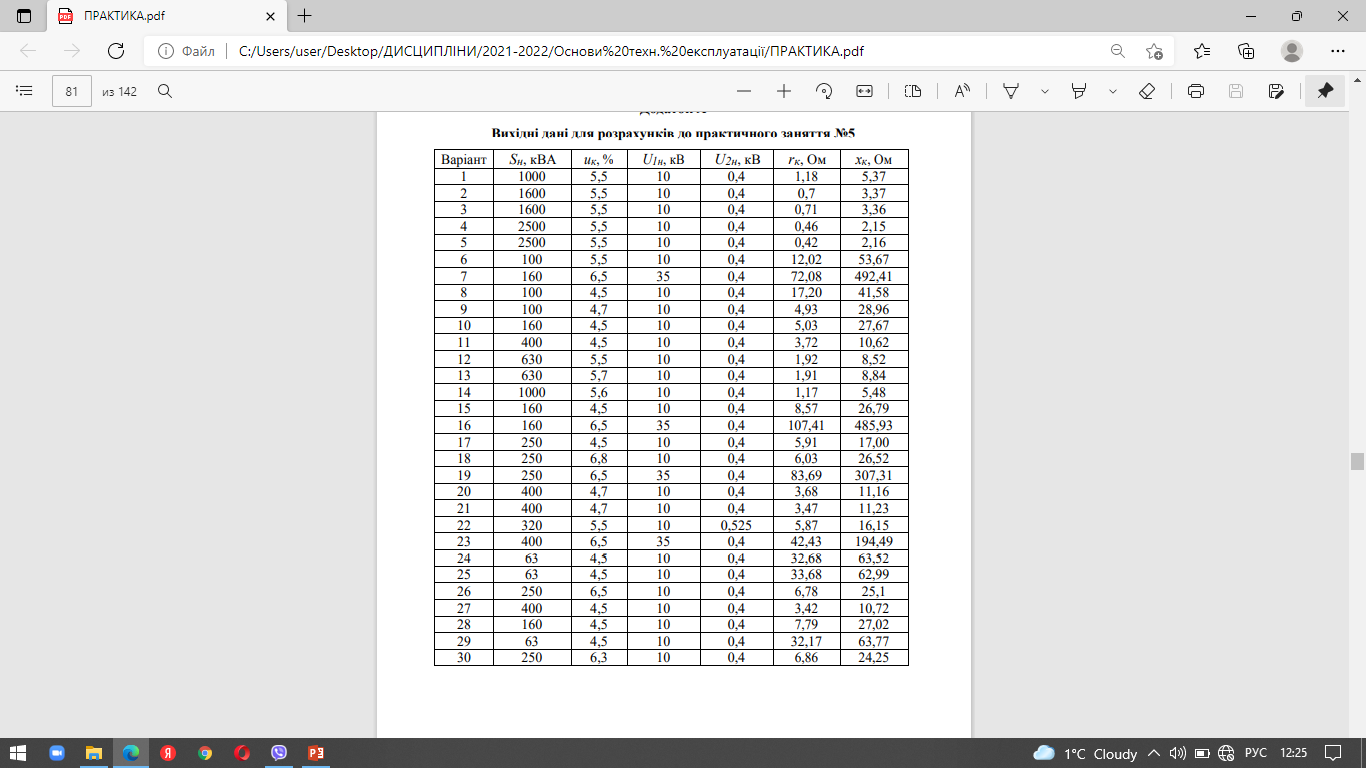 ПРАКТИКА.pdf
Файл C:/Users/user/Desktop/ДИСЦИПЛІНИ/2021-2022/Основи%20техн.%20експлуатації/ПРАКТИКА.pdf
81 из 142
Вихідні дані для розрахунків до практичного заняття №5
Варіант Sн, кВА uк, % U1н, кВ U2н, кВ rк, Ом xк, Ом
1 1000 5,5 10 0,4 1,18 5,37
2 1600 5,5 10 0,4 0,7 3,37
3 1600 5,5 10 0,4 0,71 3,36
4 2500 5,5 10 0,4 0,46 2,15
5 2500 5,5 10 0,4 0,42 2,16
6 100 5,5 10 0,4 12,02 53,67
7 160 6,5 35 0,4 72,08 492,41
8 100 4,5 10 0,4 17,20 41,58
9 100 4,7 10 0,4 4,93 28,96
10 160 4,5 10 0,4 5,03 27,67
11 400 4,5 10 0,4 3,72 10,62
12 630 5,5 10 0,4 1,92 8,52
13 630 5,7 10 0,4 1,91 8,84
14 1000 5,6 10 0,4 1,17 5,48
15 160 4,5 10 0,4 8,57 26,79
16 160 6,5 35 0,4 107,41 485,93
17 250 4,5 10 0,4 5,91 17,00
18 250 6,8 10 0,4 6,03 26,52
19 250 6,5 35 0,4 83,69 307,31
20 400 4,7 10 0,4 3,68 11,16
21 400 4,7 10 0,4 3,47 11,23
22 320 5,5 10 0,525 5,87 16,15
23 400 6,5 35 0,4 42,43 194,49
24 63 4,5 10 0,4 32,68 63,52
25 63 4,5 10 0,4 33,68 62,99
26 250 6,5 10 0,4 6,78 25,1
27 400 4,5 10 0,4 3,42 10,72
28 160 4,5 10 0,4 7,79 27,02
29 63 4,5 10 0,4 32,17 63,77
30 250 6,3 10 0,4 6,86 24,25
1°C Cloudy РУС 12:25